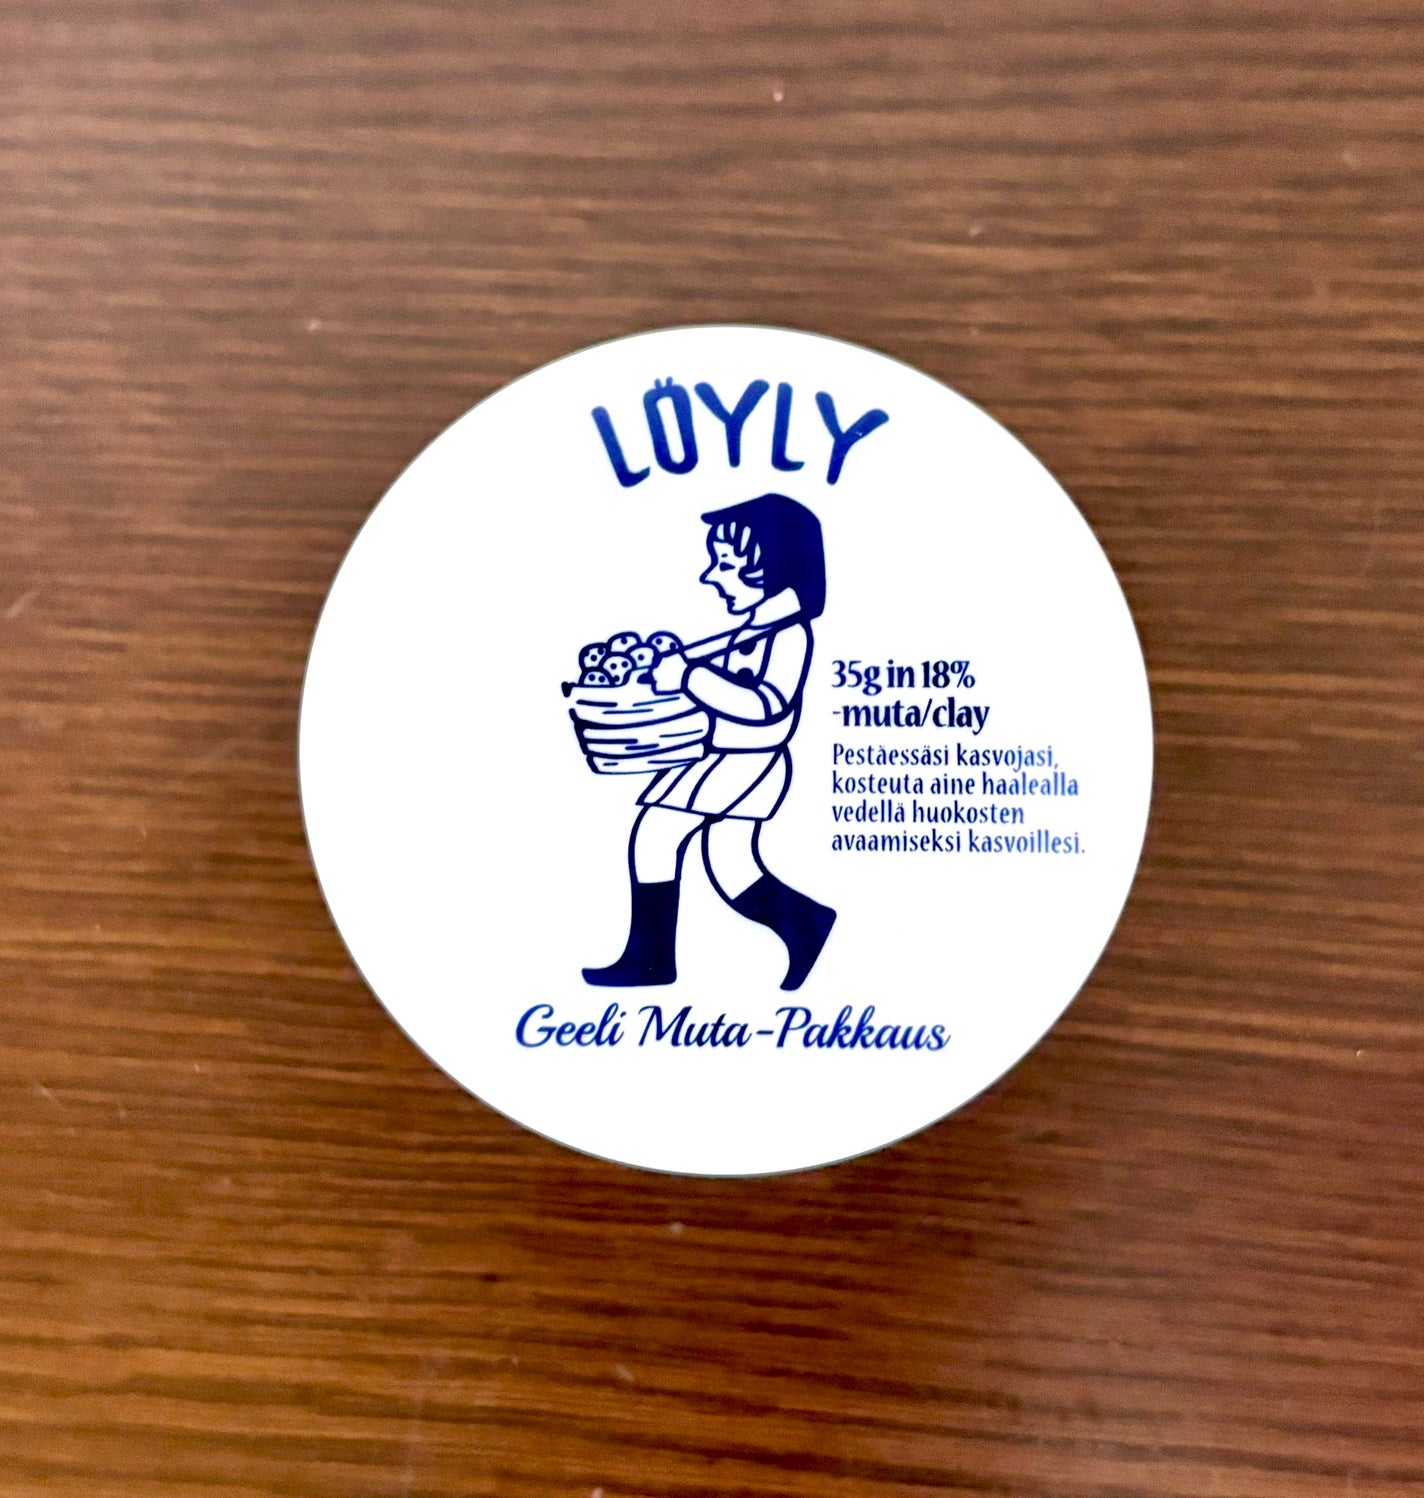 LÖYLY
35g in 18%
-muta/clay
Pestäessäsi kasvojasi,
kosteuta aine haalealla
vedellä huokosten
avaamiseksi kasvoillesi.
Geeli Muta-Pakkaus